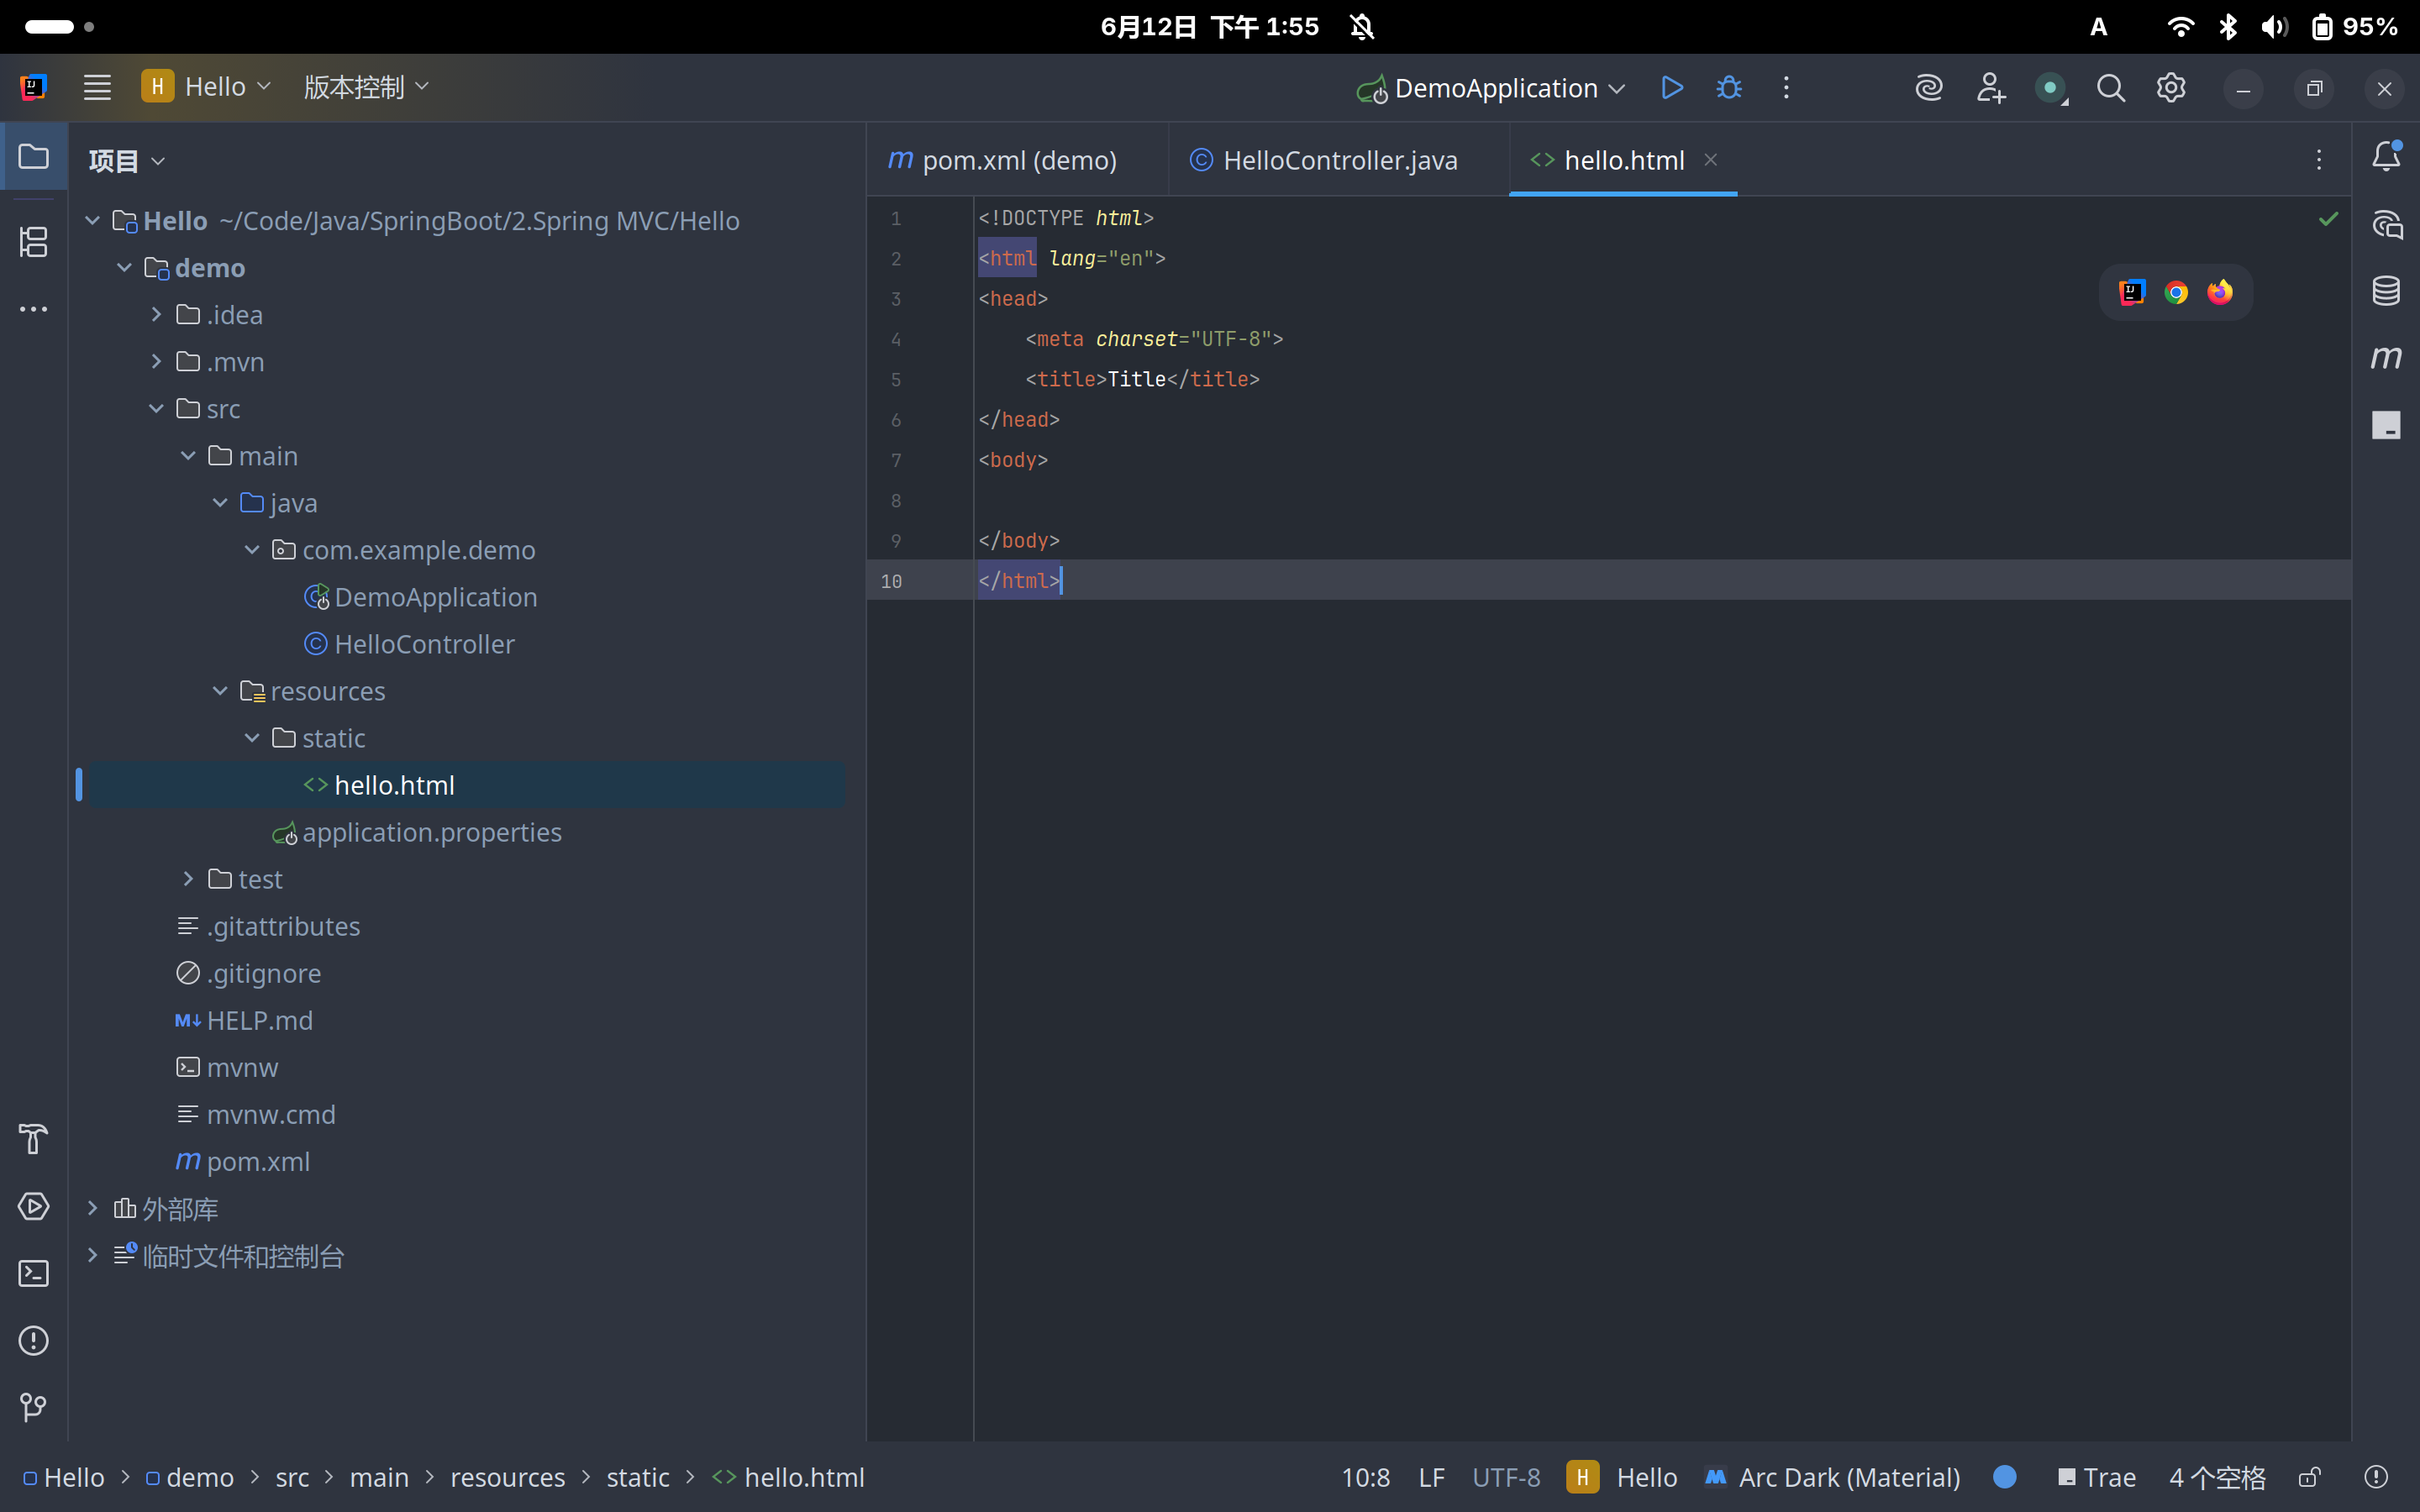 6月12日 下午 1:55
A 95%
H Hello 版本控制 DemoApplication
项目
pom.xml (demo) HelloController.java hello.html
Hello ~/Code/Java/SpringBoot/2.Spring MVC/Hello
demo
.idea
.mvn
src
main
java
com.example.demo
DemoApplication
HelloController
resources
static
hello.html
application.properties
test
.gitattributes
.gitignore
HELP.md
mvnw
mvnw.cmd
pom.xml
外部库
临时文件和控制台
1 <!DOCTYPE html>
2 <html lang="en">
3 <head>
4 <meta charset="UTF-8">
5 <title>Title</title>
6 </head>
7 <body>
8
9 </body>
10 </html>
Hello demo src main resources static hello.html 10:8 LF UTF-8 H Hello Arc Dark (Material) Trae 4 个空格